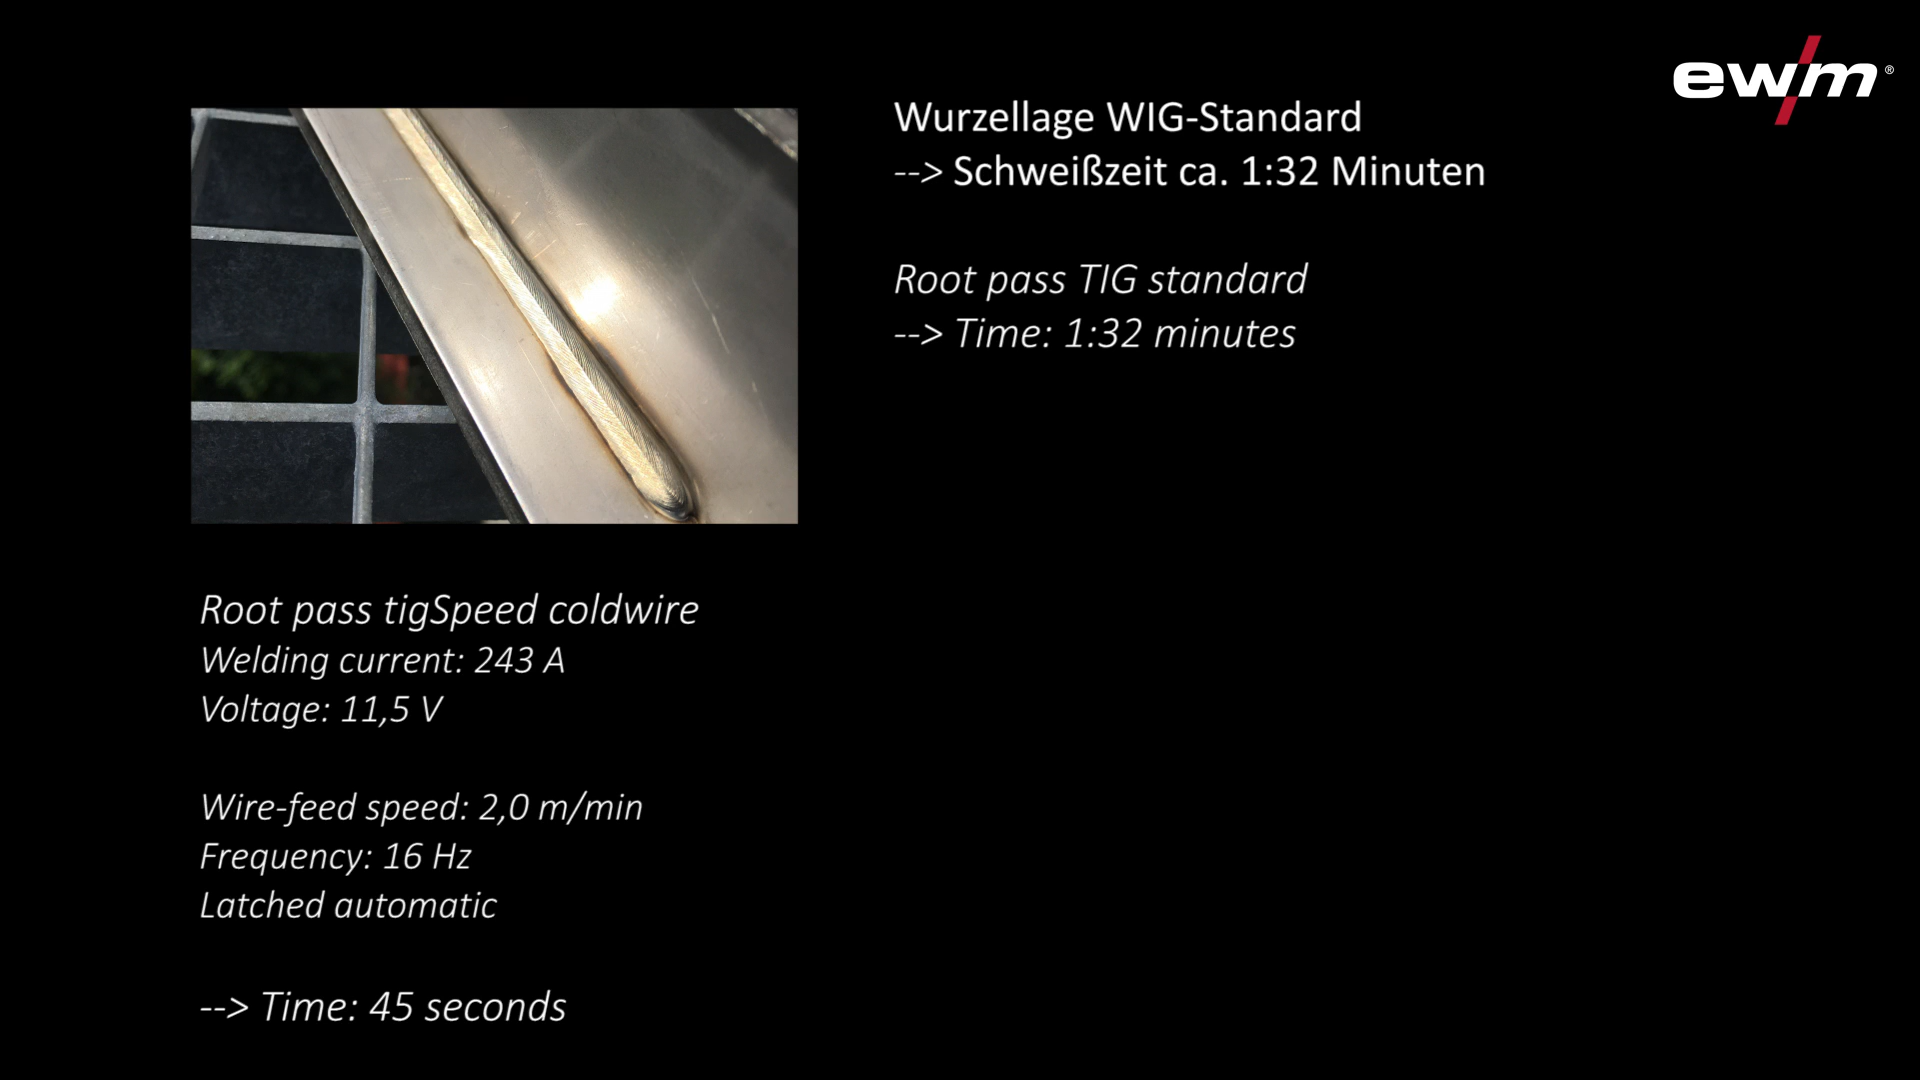 ewm®
Wurzellage WIG-Standard
--> Schweißzeit ca. 1:32 Minuten
Root pass TIG standard
--> Time: 1:32 minutes
Root pass tigSpeed coldwire
Welding current: 243 A
Voltage: 11,5 V
Wire-feed speed: 2,0 m/min
Frequency: 16 Hz
Latched automatic
--> Time: 45 seconds